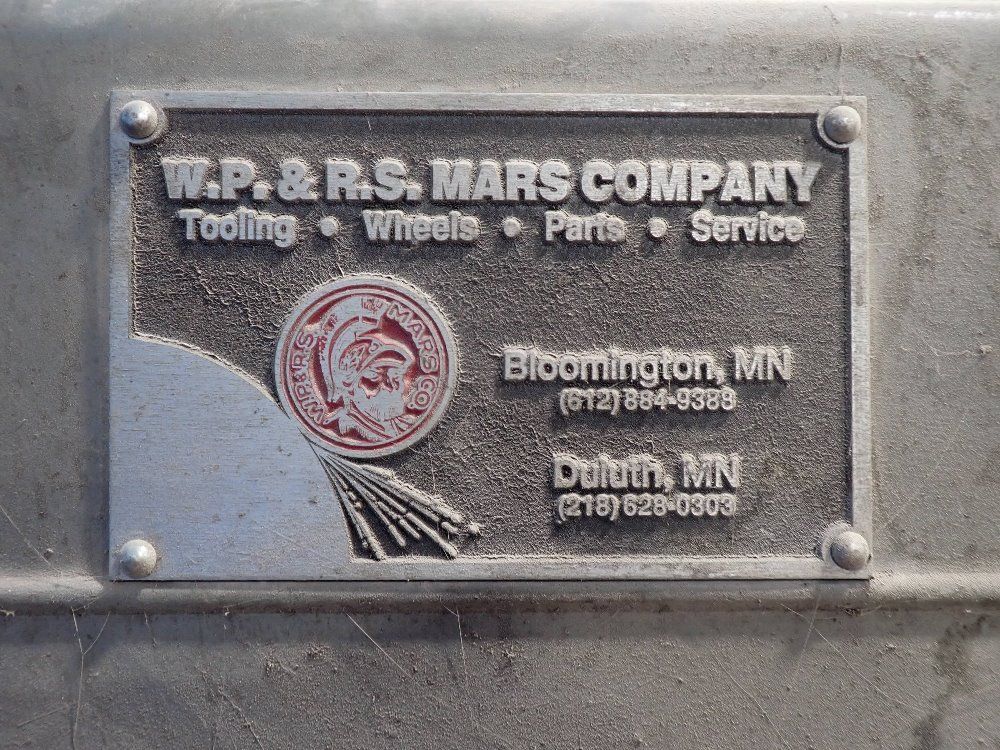 W.P. & R.S. MARS COMPANY
Tooling • Wheels • Parts • Service
W.P. & R.S. MARS CO.
Bloomington, MN
(612) 884-9388
Duluth, MN
(218) 628-0303